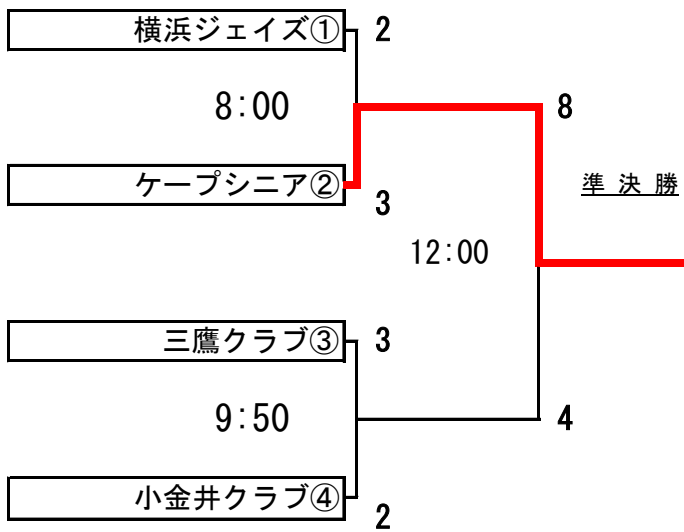 横浜ジェイズ① 2
8:00 8
ケープシニア② 準決勝
3
12:00
三鷹クラブ③ 3
9:50 4
小金井クラブ④
2